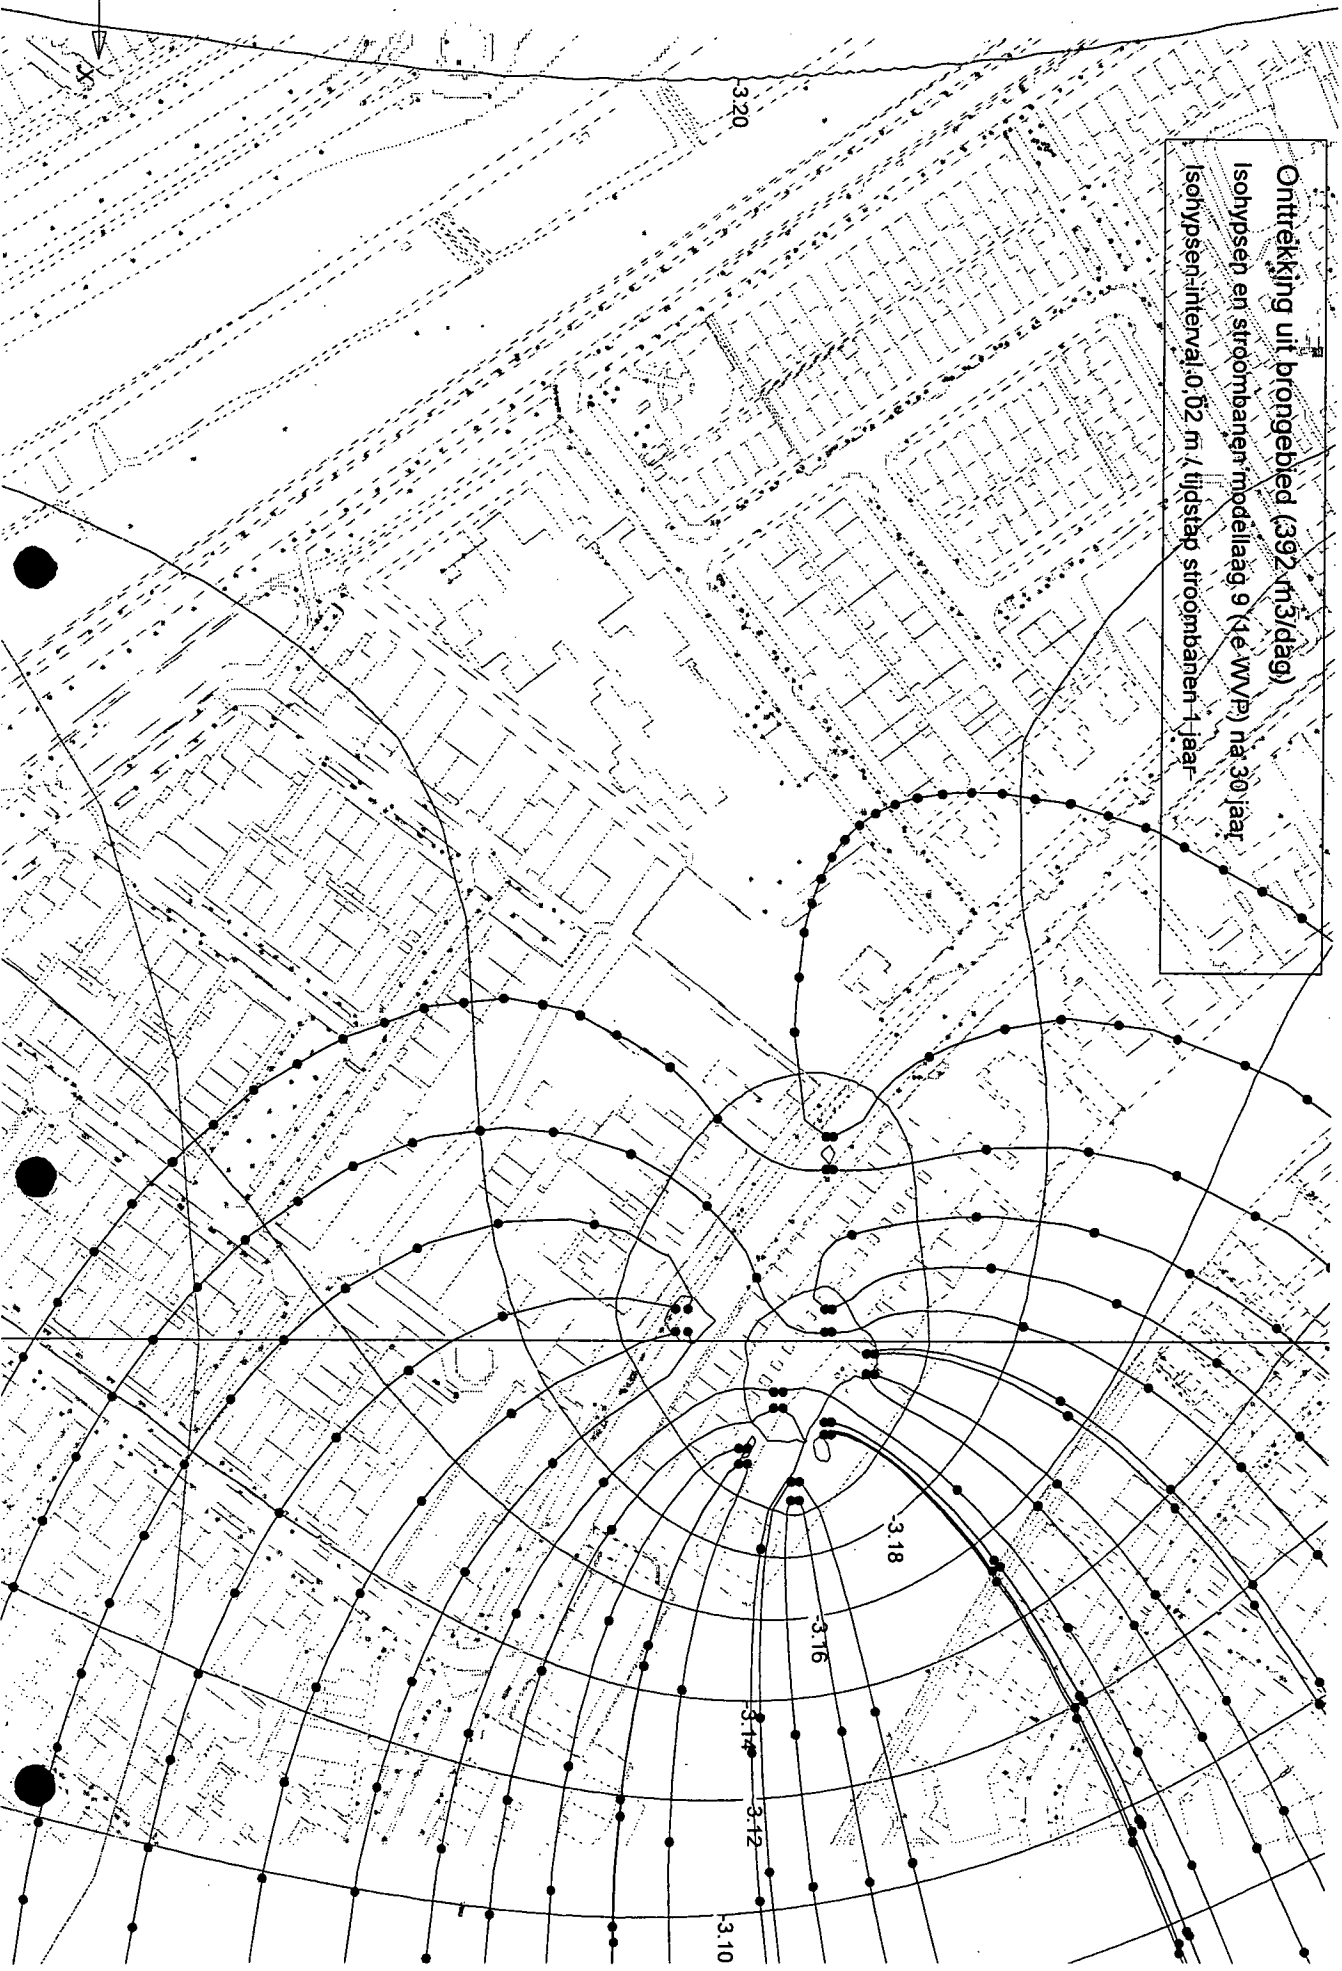 Onttrekking uit brongebied (392 m3/dag)
Isohypsen en stroombanen modellaag 9 (1e WVP) na 30 jaar
Isohypsen-interval 0,02 m / tijdstap stroombanen 1 jaar
-3.20
-3.18
-3.16
-3.14
-3.12
-3.10
X